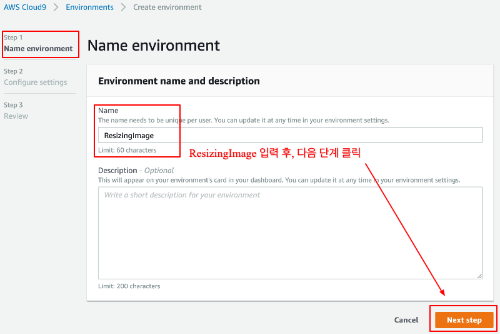 AWS Cloud9 > Environments > Create environment
Step 1
Name environment
Step 2
Configure settings
Step 3
Review
Name environment
Environment name and description
Name
The name needs to be unique per user. You can update it at any time in your environment settings.
ResizingImage
Limit: 60 characters
ResizingImage 입력 후, 다음 단계 클릭
Description - Optional
This will appear on your environment's card in your dashboard. You can update it at any time in your environment settings.
Write a short description for your environment
Limit: 200 characters
Cancel
Next step